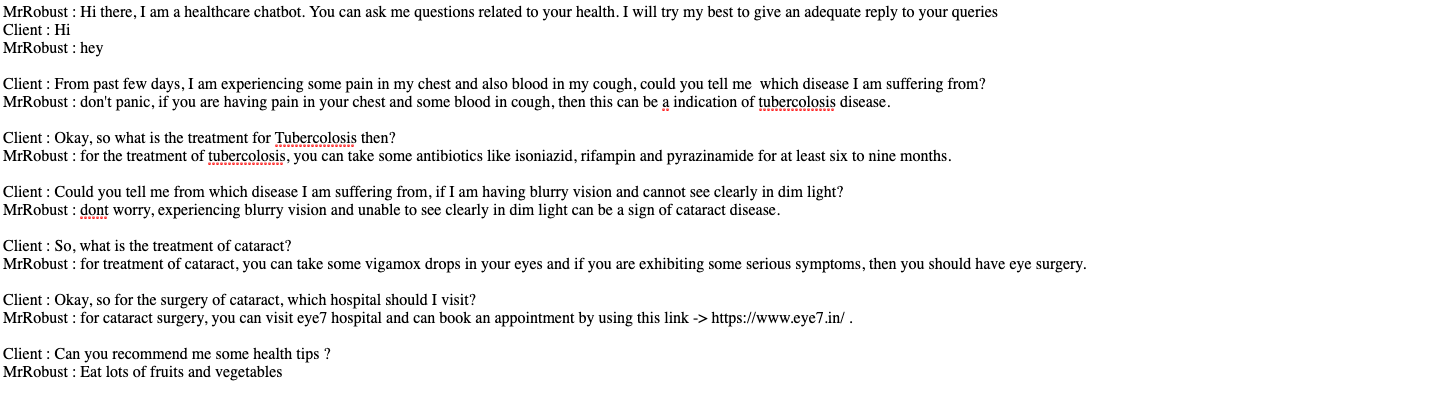 MrRobust : Hi there, I am a healthcare chatbot. You can ask me questions related to your health. I will try my best to give an adequate reply to your queries
Client : Hi
MrRobust : hey
Client : From past few days, I am experiencing some pain in my chest and also blood in my cough, could you tell me  which disease I am suffering from?
MrRobust : don't panic, if you are having pain in your chest and some blood in cough, then this can be a indication of tubercolosis disease.
Client : Okay, so what is the treatment for Tubercolosis then?
MrRobust : for the treatment of tubercolosis, you can take some antibiotics like isoniazid, rifampin and pyrazinamide for at least six to nine months.
Client : Could you tell me from which disease I am suffering from, if I am having blurry vision and cannot see clearly in dim light?
MrRobust : dont worry, experiencing blurry vision and unable to see clearly in dim light can be a sign of cataract disease.
Client : So, what is the treatment of cataract?
MrRobust : for treatment of cataract, you can take some vigamox drops in your eyes and if you are exhibiting some serious symptoms, then you should have eye surgery.
Client : Okay, so for the surgery of cataract, which hospital should I visit?
MrRobust : for cataract surgery, you can visit eye7 hospital and can book an appointment by using this link -> https://www.eye7.in/ .
Client : Can you recommend me some health tips ?
MrRobust : Eat lots of fruits and vegetables